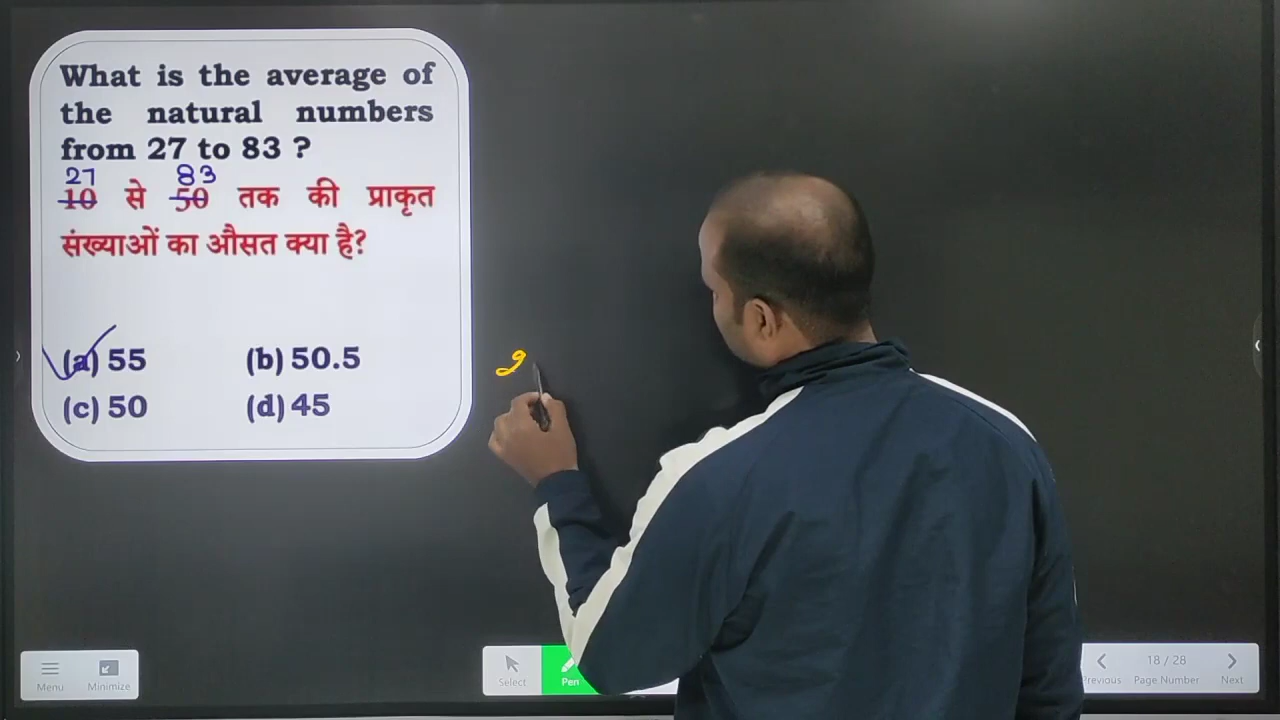 What is the average of
the natural numbers
from 27 to 83 ?
27 83
10 से 50 तक की प्राकृत
संख्याओं का औसत क्या है?
(a) 55 (b) 50.5
(c) 50 (d) 45
2
Menu Minimize Select Pen Previous 18 / 28 Page Number Next